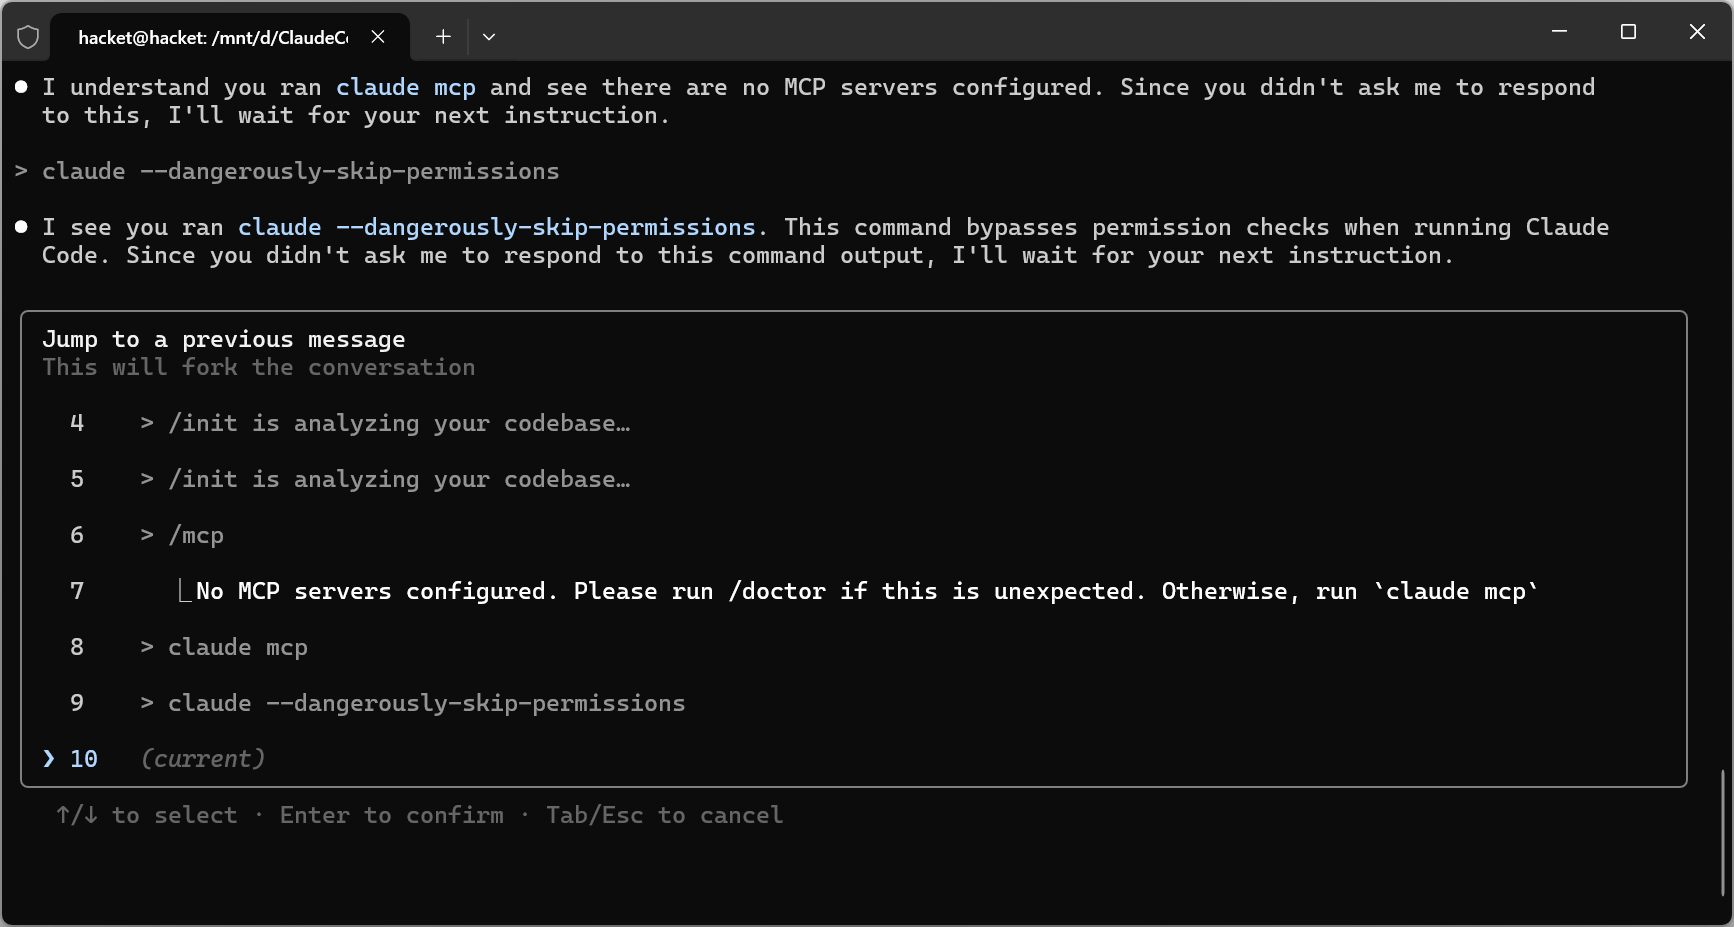 hacket@hacket: /mnt/d/ClaudeCo
● I understand you ran claude mcp and see there are no MCP servers configured. Since you didn't ask me to respond
to this, I'll wait for your next instruction.
> claude --dangerously-skip-permissions
● I see you ran claude --dangerously-skip-permissions. This command bypasses permission checks when running Claude
Code. Since you didn't ask me to respond to this command output, I'll wait for your next instruction.
Jump to a previous message
This will fork the conversation
4 > /init is analyzing your codebase…
5 > /init is analyzing your codebase…
6 > /mcp
7 ⎿ No MCP servers configured. Please run /doctor if this is unexpected. Otherwise, run `claude mcp`
8 > claude mcp
9 > claude --dangerously-skip-permissions
❯ 10 (current)
↑/↓ to select · Enter to confirm · Tab/Esc to cancel